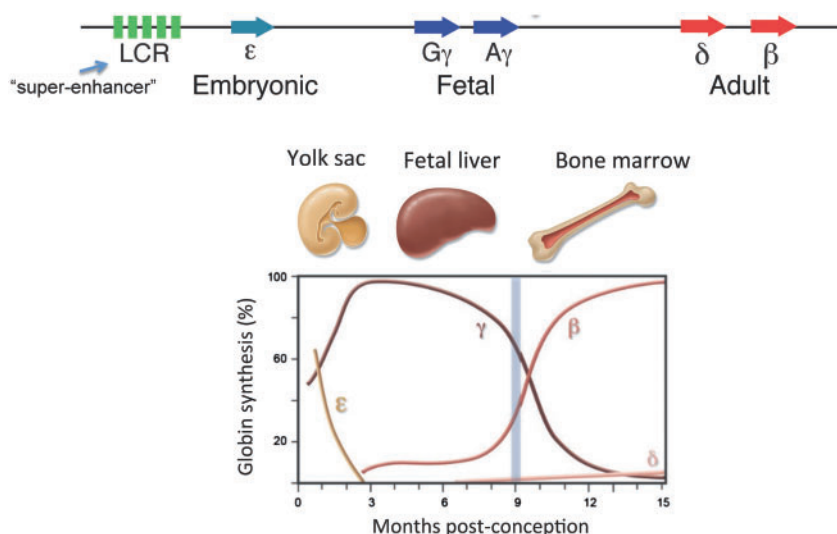 LCR ε Gγ Aγ δ β
"super-enhancer" Embryonic Fetal Adult
Yolk sac Fetal liver Bone marrow
Globin synthesis (%)
100
60
20
γ
β
ε
δ
0 3 6 9 12 15
Months post-conception